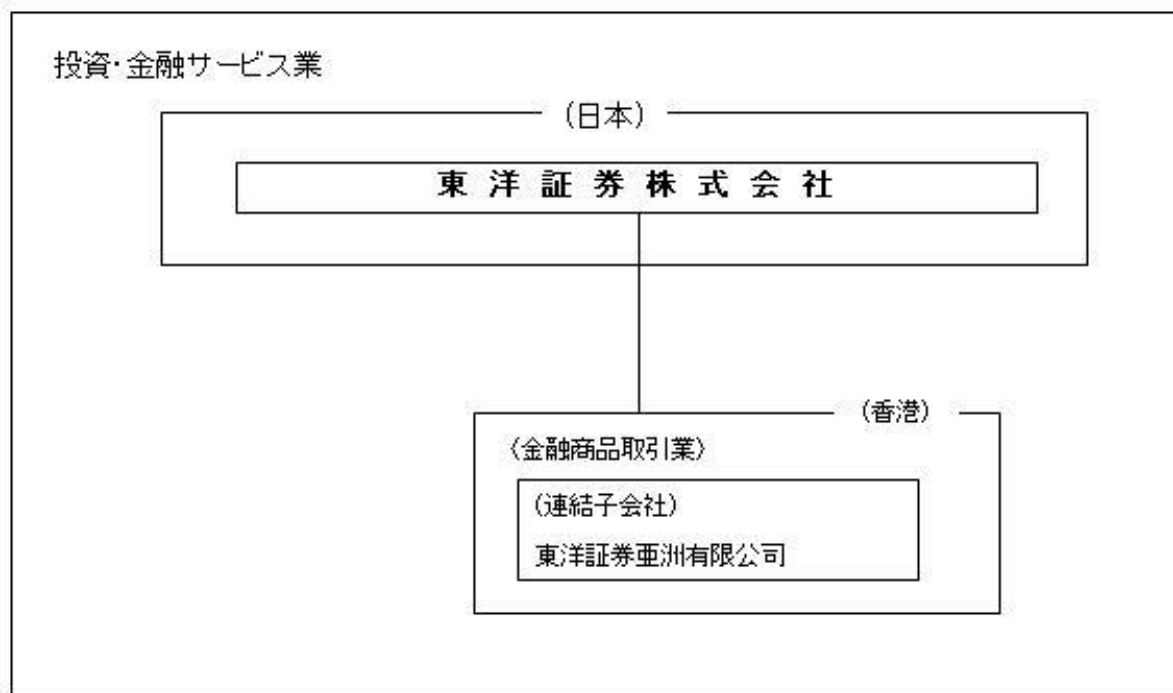 投資・金融サービス業
（日本）
東洋証券株式会社
（香港）
〈金融商品取引業〉
（連結子会社）
東洋証券亜洲有限公司